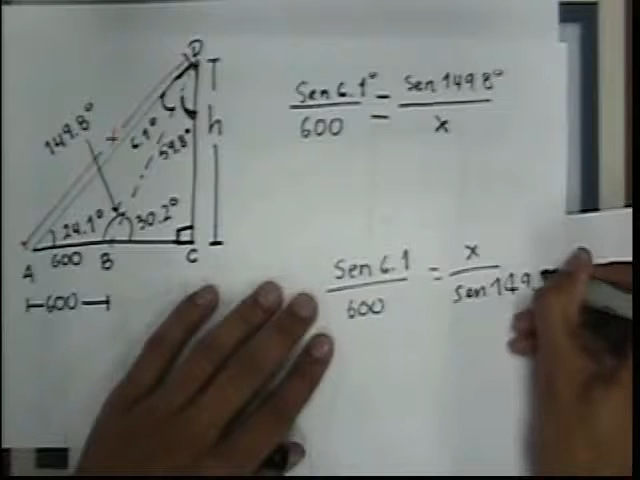 D
T
149.8°
x
6.1°
59.8°
h
24.1°
30.2°
A
600
B
C
600
Sen 6.1° = Sen 149.8°
600 x
Sen 6.1 = x
600 sen 149